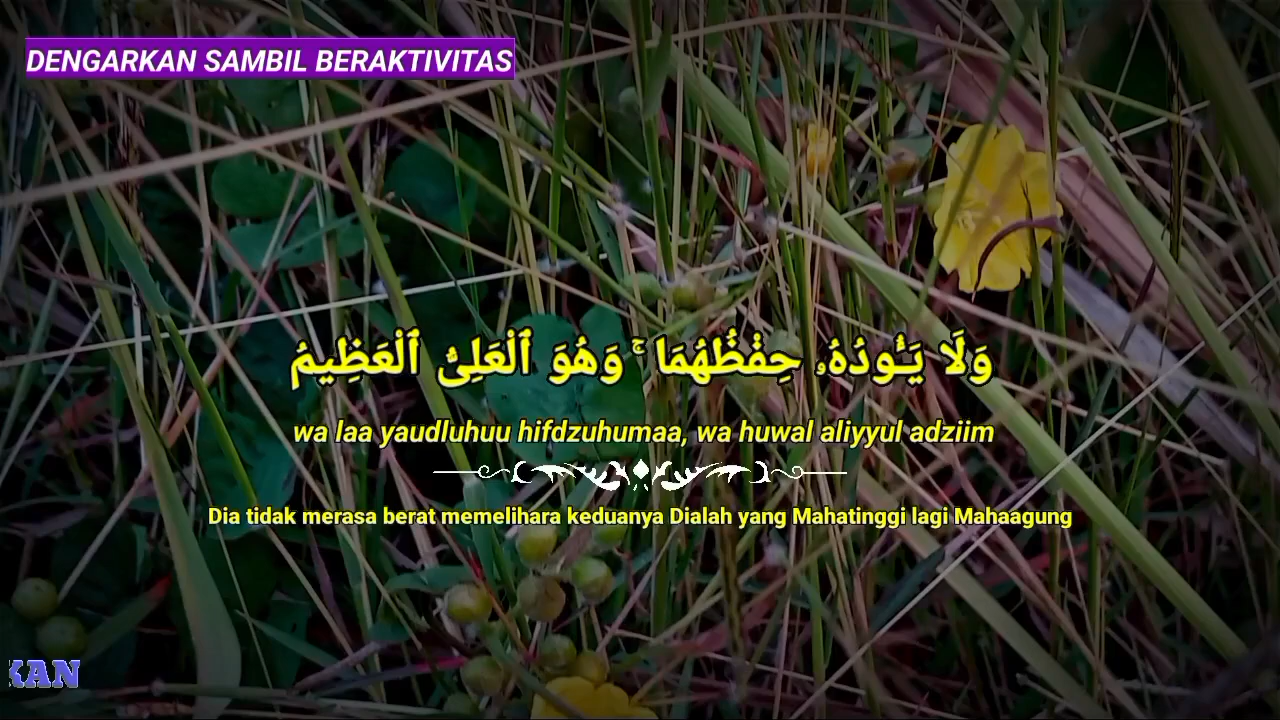 DENGARKAN SAMBIL BERAKTIVITAS
وَلَا يَـُٔودُهُۥ حِفْظُهُمَا ۚ وَهُوَ ٱلْعَلِىُّ ٱلْعَظِيمُ
wa laa yaudluhuu hifdzuhumaa, wa huwal aliyyul adziim
Dia tidak merasa berat memelihara keduanya Dialah yang Mahatinggi lagi Mahaagung
KAN